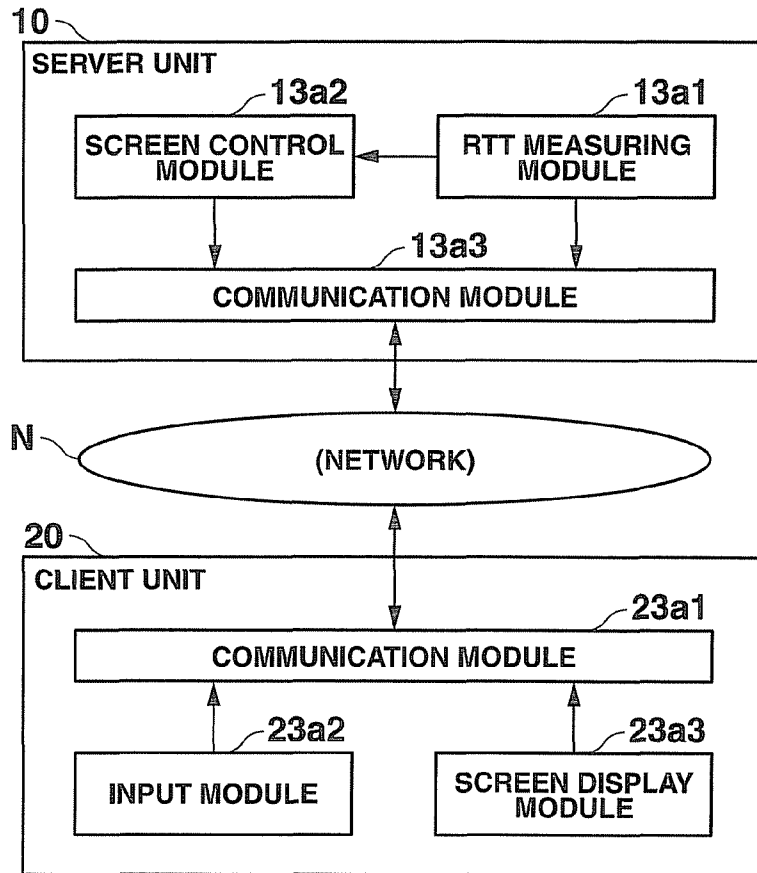 10
SERVER UNIT
13a2
13a1
SCREEN CONTROL
MODULE
RTT MEASURING
MODULE
13a3
COMMUNICATION MODULE
N
(NETWORK)
20
CLIENT UNIT
23a1
COMMUNICATION MODULE
23a2
23a3
INPUT MODULE
SCREEN DISPLAY
MODULE